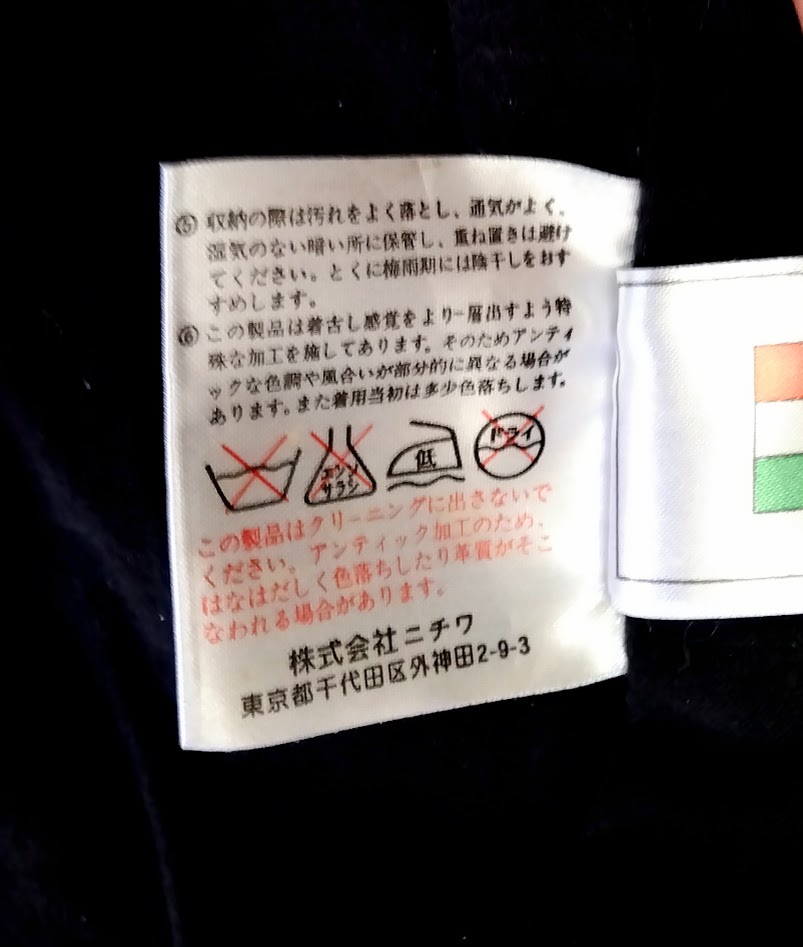 ⑤ 収納の際は汚れをよく落とし、通気がよく、
湿気のない暗い所に保管し、重ね置きは避け
てください。とくに梅雨期には陰干しをおす
すめします。
⑥ この製品は着古し感覚をより一層出すよう特
殊な加工を施してあります。そのためアンティ
ックな色調や風合いが部分的に異なる場合が
あります。また着用当初は多少色落ちします。
エンソ
サラシ
低
ドライ
この製品はクリーニングに出さないで
ください。アンティック加工のため、
はなはだしく色落ちしたり革質がそこ
なわれる場合があります。
株式会社ニチワ
東京都千代田区外神田2-9-3